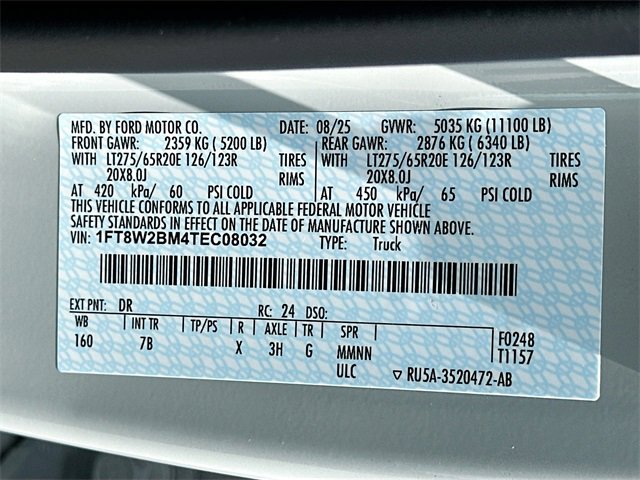 MFD. BY FORD MOTOR CO. DATE: 08/25 GVWR: 5035 KG (11100 LB)
FRONT GAWR: 2359 KG ( 5200 LB) REAR GAWR: 2876 KG ( 6340 LB)
WITH LT275/65R20E 126/123R TIRES WITH LT275/65R20E 126/123R TIRES
20X8.0J RIMS 20X8.0J RIMS
AT 420 kPa/ 60 PSI COLD AT 450 kPa/ 65 PSI COLD
THIS VEHICLE CONFORMS TO ALL APPLICABLE FEDERAL MOTOR VEHICLE
SAFETY STANDARDS IN EFFECT ON THE DATE OF MANUFACTURE SHOWN ABOVE.
VIN: 1FT8W2BM4TEC08032 TYPE: Truck
EXT PNT: DR RC: 24 DSO:
WB INT TR TP/PS R AXLE TR SPR F0248
160 7B X 3H G MMNN T1157
ULC ▽ RU5A-3520472-AB